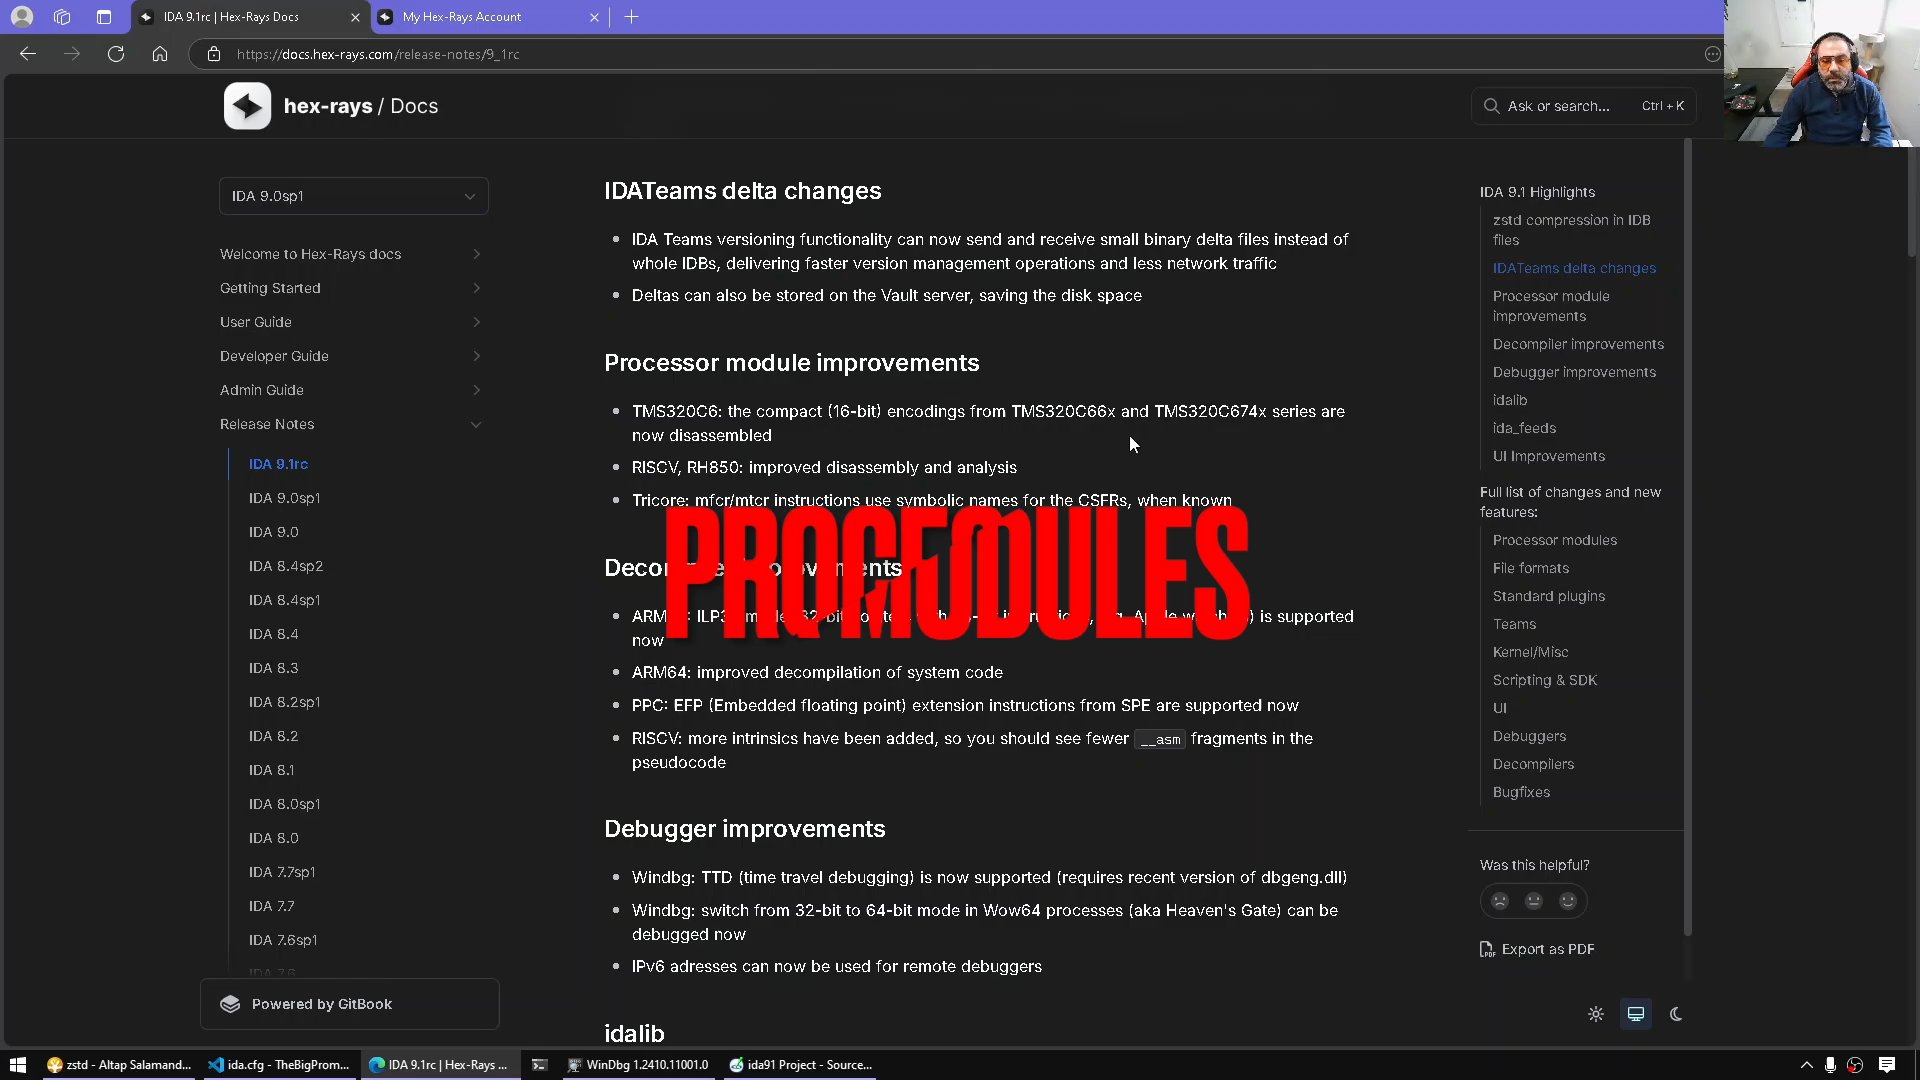 IDA 9.1rc | Hex-Rays Docs
My Hex-Rays Account
https://docs.hex-rays.com/release-notes/9_1rc
hex-rays / Docs
Ask or search...
Ctrl + K
IDA 9.0sp1
Welcome to Hex-Rays docs
Getting Started
User Guide
Developer Guide
Admin Guide
Release Notes
IDA 9.1rc
IDA 9.0sp1
IDA 9.0
IDA 8.4sp2
IDA 8.4sp1
IDA 8.4
IDA 8.3
IDA 8.2sp1
IDA 8.2
IDA 8.1
IDA 8.0sp1
IDA 8.0
IDA 7.7sp1
IDA 7.7
IDA 7.6sp1
IDA 7.6
Powered by GitBook
IDATeams delta changes
IDA Teams versioning functionality can now send and receive small binary delta files instead of
whole IDBs, delivering faster version management operations and less network traffic
Deltas can also be stored on the Vault server, saving the disk space
Processor module improvements
TMS320C6: the compact (16-bit) encodings from TMS320C66x and TMS320C674x series are
now disassembled
RISCV, RH850: improved disassembly and analysis
Tricore: mfcr/mtcr instructions use symbolic names for the CSFRs, when known
is supported
now
ARM64: improved decompilation of system code
PPC: EFP (Embedded floating point) extension instructions from SPE are supported now
RISCV: more intrinsics have been added, so you should see fewer __asm fragments in the
pseudocode
Debugger improvements
Windbg: TTD (time travel debugging) is now supported (requires recent version of dbgeng.dll)
Windbg: switch from 32-bit to 64-bit mode in Wow64 processes (aka Heaven's Gate) can be
debugged now
IPv6 adresses can now be used for remote debuggers
idalib
IDA 9.1 Highlights
zstd compression in IDB
files
IDATeams delta changes
Processor module
improvements
Decompiler improvements
Debugger improvements
idalib
ida_feeds
UI Improvements
Full list of changes and new
features:
Processor modules
File formats
Standard plugins
Teams
Kernel/Misc
Scripting & SDK
UI
Debuggers
Decompilers
Bugfixes
Was this helpful?
Export as PDF
zstd - Altap Salamand...
ida.cfg - TheBigProm...
IDA 9.1rc | Hex-Rays ...
WinDbg 1.2410.11001.0
ida91 Project - Source...